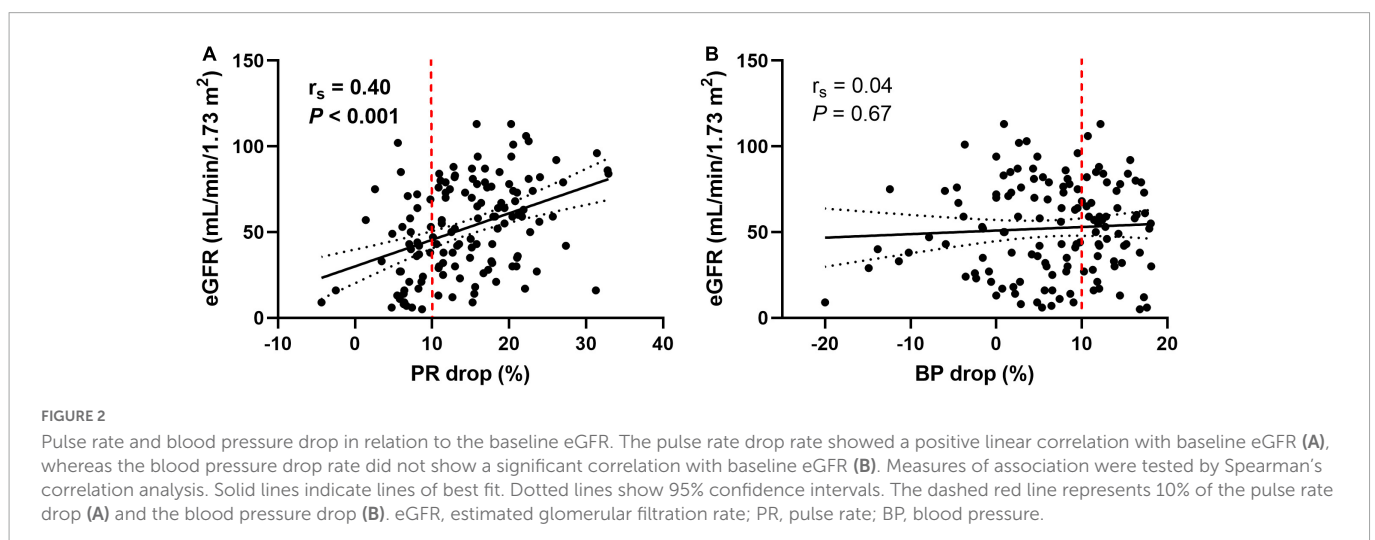 A
B
r_s = 0.40
P < 0.001
r_s = 0.04
P = 0.67
eGFR (mL/min/1.73 m²)
150
100
50
0
-10
0
10
20
30
40
PR drop (%)
eGFR (mL/min/1.73 m²)
150
100
50
0
-20
-10
0
10
20
BP drop (%)
FIGURE 2
Pulse rate and blood pressure drop in relation to the baseline eGFR. The pulse rate drop rate showed a positive linear correlation with baseline eGFR (A),
whereas the blood pressure drop rate did not show a significant correlation with baseline eGFR (B). Measures of association were tested by Spearman's
correlation analysis. Solid lines indicate lines of best fit. Dotted lines show 95% confidence intervals. The dashed red line represents 10% of the pulse rate
drop (A) and the blood pressure drop (B). eGFR, estimated glomerular filtration rate; PR, pulse rate; BP, blood pressure.